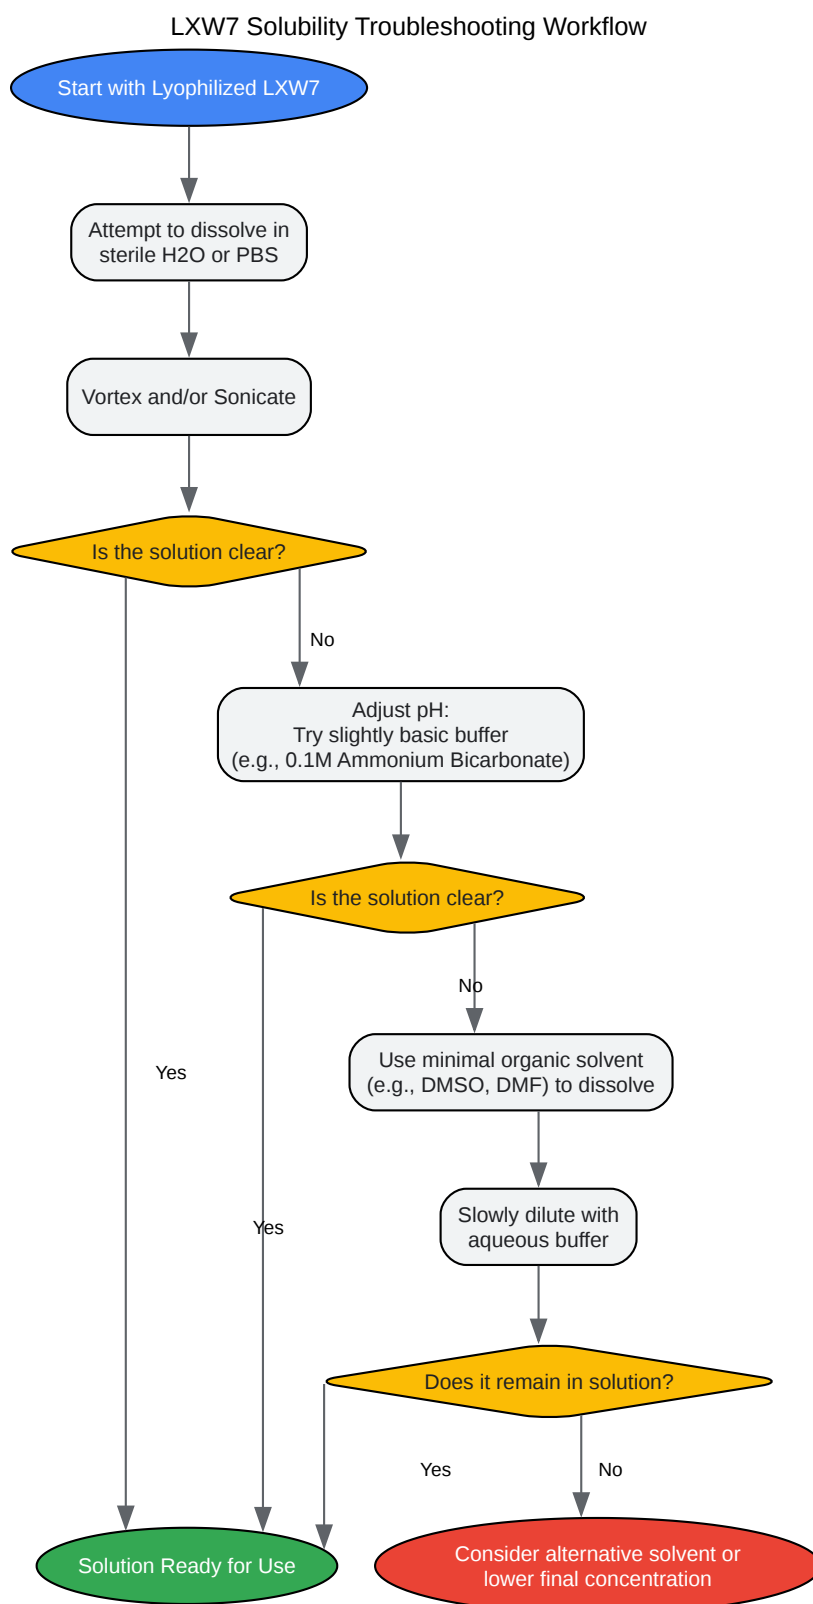 LXW7 Solubility Troubleshooting Workflow
Start with Lyophilized LXW7
Attempt to dissolve in
sterile H2O or PBS
Vortex and/or Sonicate
Is the solution clear?
No
Adjust pH:
Try slightly basic buffer
(e.g., 0.1M Ammonium Bicarbonate)
Is the solution clear?
No
Use minimal organic solvent
(e.g., DMSO, DMF) to dissolve
Yes
Slowly dilute with
aqueous buffer
Yes
Does it remain in solution?
Yes
No
Solution Ready for Use
Consider alternative solvent or
lower final concentration